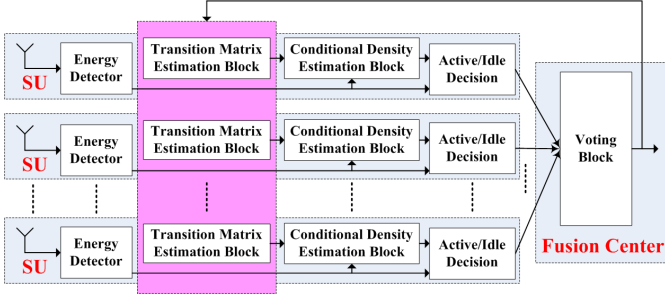 Transition Matrix
Estimation Block
Conditional Density
Estimation Block
Energy
Detector
Active/Idle
Decision
SU
Transition Matrix
Estimation Block
Conditional Density
Estimation Block
Energy
Detector
Active/Idle
Decision
SU
Voting
Block
Transition Matrix
Estimation Block
Conditional Density
Estimation Block
Energy
Detector
Active/Idle
Decision
SU
Fusion Center